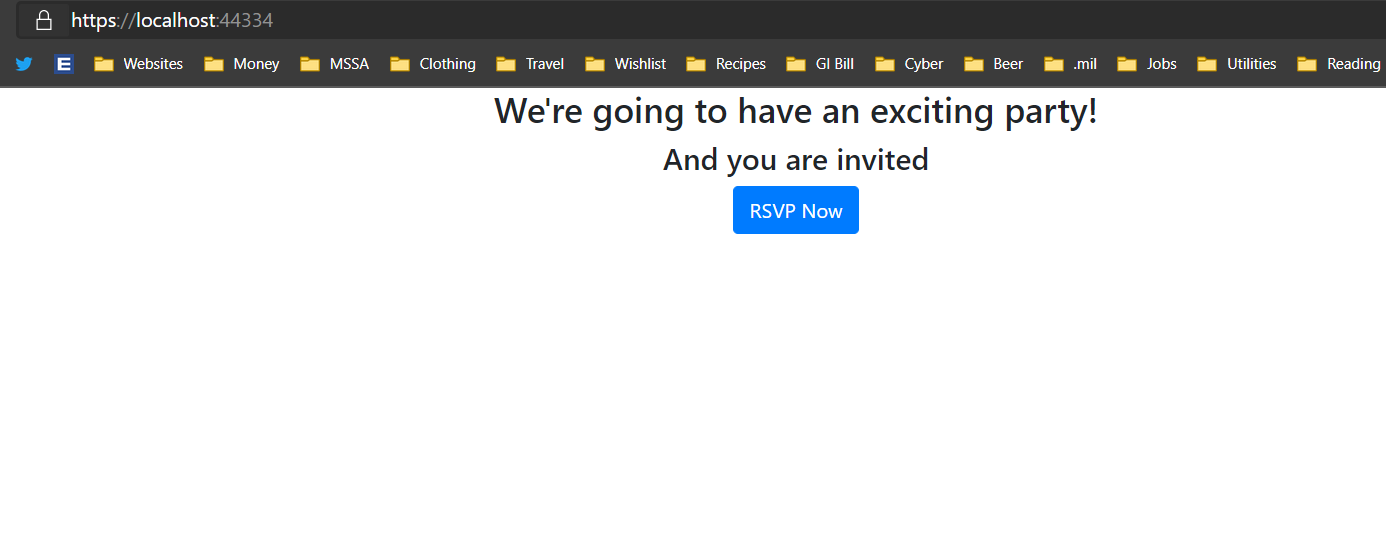 https://localhost:44334
E Websites Money MSSA Clothing Travel Wishlist Recipes GI Bill Cyber Beer .mil Jobs Utilities Reading
We're going to have an exciting party!
And you are invited
RSVP Now